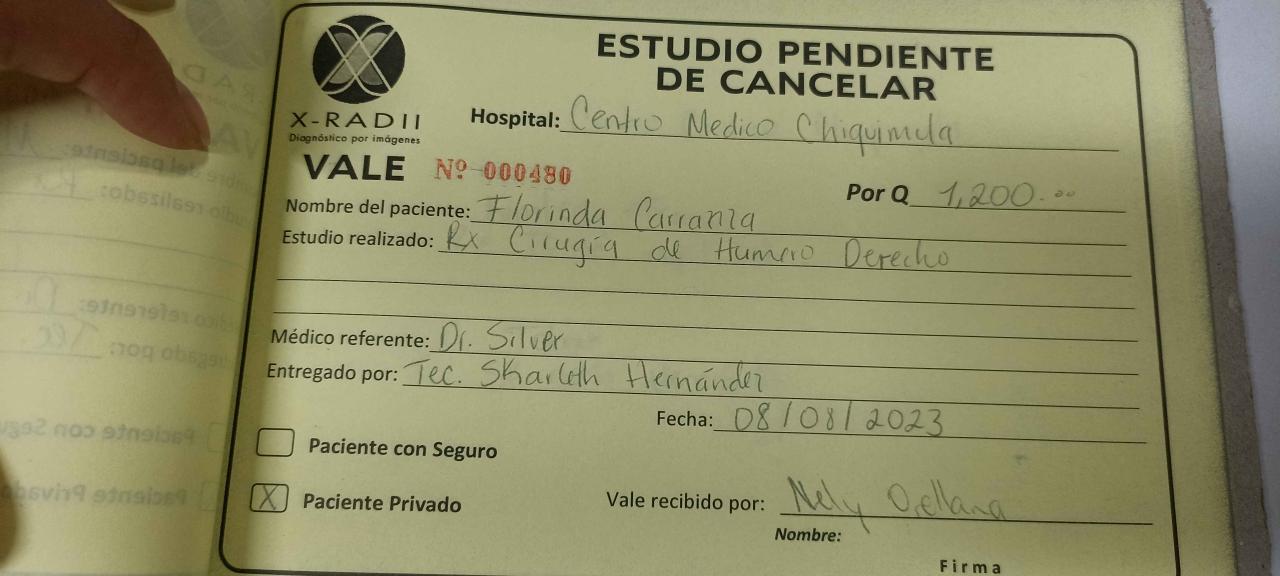 ESTUDIO PENDIENTE
DE CANCELAR
X-RADII
Diagnóstico por imágenes
Hospital: Centro Medico Chiquimula
VALE Nº 000480
Por Q 1,200.00
Nombre del paciente: Florinda Carranza
Estudio realizado: Rx Cirugía de Humero Derecho
Médico referente: Dr. Silver
Entregado por: Tec. Skarleth Hernández
Fecha: 08/08/2023
Paciente con Seguro
X Paciente Privado
Vale recibido por: Nely Orellana
Nombre:
Firma